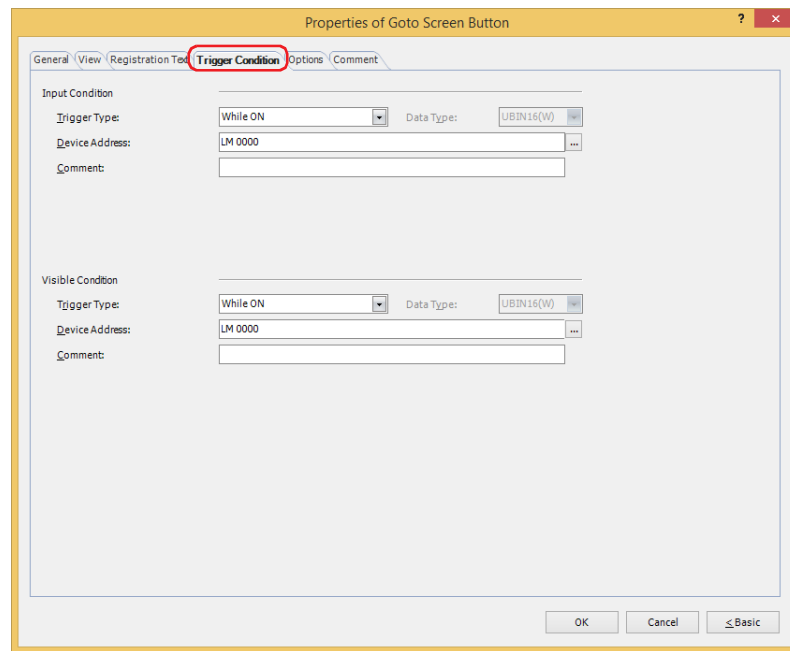 Properties of Goto Screen Button ? ×
General View Registration Text Trigger Condition Options Comment
Input Condition
Trigger Type: While ON Data Type: UBIN16(W)
Device Address: LM 0000 ...
Comment:
Visible Condition
Trigger Type: While ON Data Type: UBIN16(W)
Device Address: LM 0000 ...
Comment:
OK Cancel < Basic